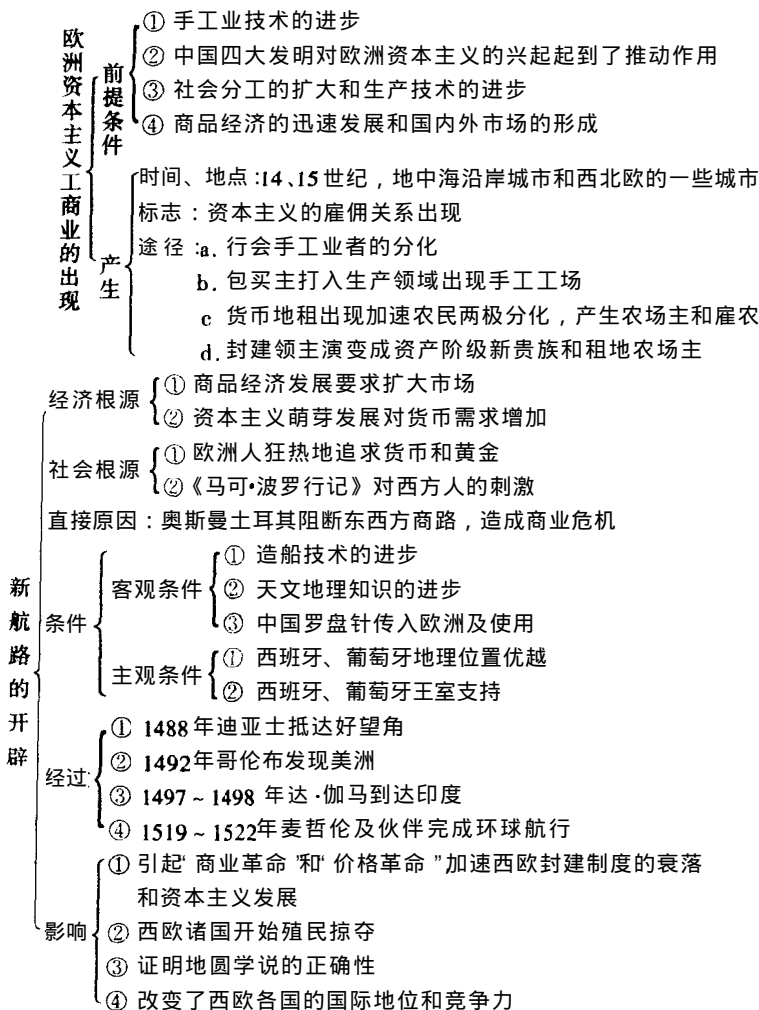 欧洲资本主义工商业的出现
前提条件
① 手工业技术的进步
② 中国四大发明对欧洲资本主义的兴起起到了推动作用
③ 社会分工的扩大和生产技术的进步
④ 商品经济的迅速发展和国内外市场的形成
产生
时间、地点:14、15世纪,地中海沿岸城市和西北欧的一些城市
标志:资本主义的雇佣关系出现
途径:a. 行会手工业者的分化
b. 包买主打入生产领域出现手工工场
c 货币地租出现加速农民两极分化,产生农场主和雇农
d. 封建领主演变成资产阶级新贵族和租地农场主
新航路的开辟
经济根源
① 商品经济发展要求扩大市场
② 资本主义萌芽发展对货币需求增加
社会根源
① 欧洲人狂热地追求货币和黄金
②《马可•波罗行记》对西方人的刺激
直接原因:奥斯曼土耳其阻断东西方商路,造成商业危机
条件
客观条件
① 造船技术的进步
② 天文地理知识的进步
③ 中国罗盘针传入欧洲及使用
主观条件
① 西班牙、葡萄牙地理位置优越
② 西班牙、葡萄牙王室支持
经过:
① 1488年迪亚士抵达好望角
② 1492年哥伦布发现美洲
③ 1497~1498 年达·伽马到达印度
④ 1519~1522年麦哲伦及伙伴完成环球航行
影响
① 引起“商业革命”和“价格革命”,加速西欧封建制度的衰落
和资本主义发展
② 西欧诸国开始殖民掠夺
③ 证明地圆学说的正确性
④ 改变了西欧各国的国际地位和竞争力